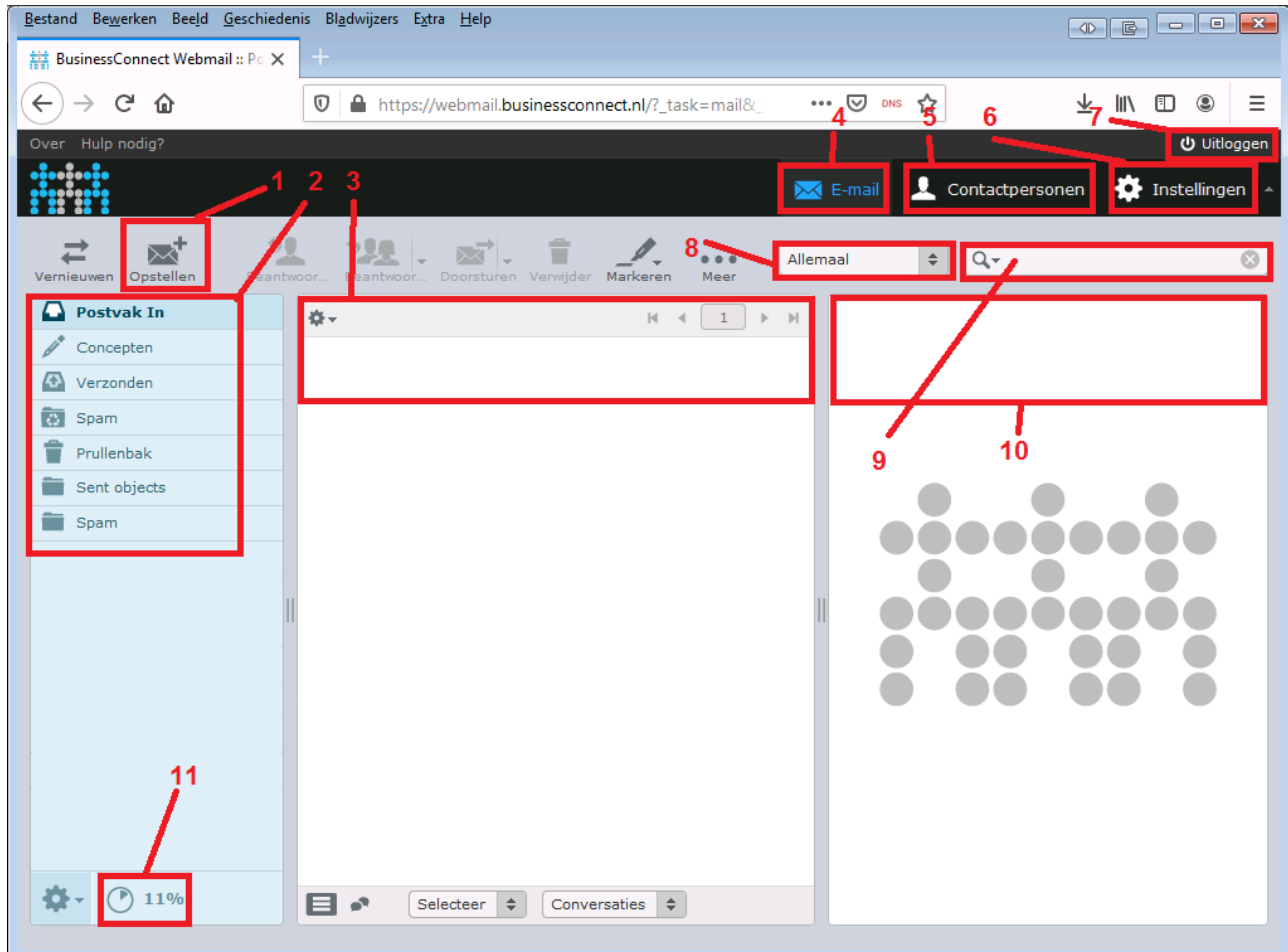 Bestand Bewerken Beeld Geschiedenis Bladwijzers Extra Help
BusinessConnect Webmail :: Po
https://webmail.businessconnect.nl/?_task=mail&_ DNS
4 5 6 7
Over Hulp nodig? Uitloggen
1 2 3
E-mail Contactpersonen Instellingen
8
Allemaal
Vernieuwen Opstellen Beantwoor... Beantwoor... Doorsturen Verwijder Markeren Meer
Postvak In
1
Concepten
Verzonden
Spam
Prullenbak
9 10
Sent objects
Spam
11
11%
Selecteer Conversaties